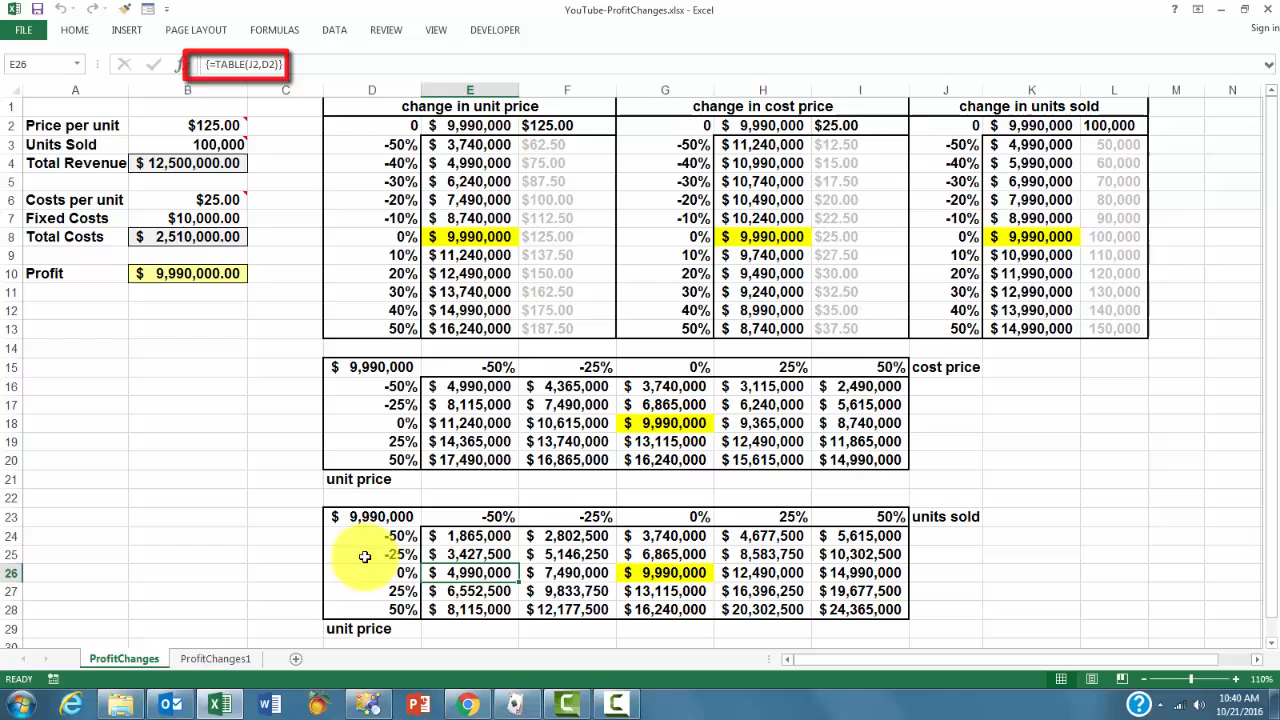 YouTube-ProfitChanges.xlsx - Excel
FILE HOME INSERT PAGE LAYOUT FORMULAS DATA REVIEW VIEW DEVELOPER Sign in
E26 {=TABLE(J2,D2)}
A B C D E F G H I J K L M N
1 change in unit price change in cost price change in units sold
2 Price per unit $125.00 0 $ 9,990,000 $125.00 0 $ 9,990,000 $25.00 0 $ 9,990,000 100,000
3 Units Sold 100,000 -50% $ 3,740,000 $62.50 -50% $ 11,240,000 $12.50 -50% $ 4,990,000 50,000
4 Total Revenue $ 12,500,000.00 -40% $ 4,990,000 $75.00 -40% $ 10,990,000 $15.00 -40% $ 5,990,000 60,000
5 -30% $ 6,240,000 $87.50 -30% $ 10,740,000 $17.50 -30% $ 6,990,000 70,000
6 Costs per unit $25.00 -20% $ 7,490,000 $100.00 -20% $ 10,490,000 $20.00 -20% $ 7,990,000 80,000
7 Fixed Costs $10,000.00 -10% $ 8,740,000 $112.50 -10% $ 10,240,000 $22.50 -10% $ 8,990,000 90,000
8 Total Costs $ 2,510,000.00 0% $ 9,990,000 $125.00 0% $ 9,990,000 $25.00 0% $ 9,990,000 100,000
9 10% $ 11,240,000 $137.50 10% $ 9,740,000 $27.50 10% $ 10,990,000 110,000
10 Profit $ 9,990,000.00 20% $ 12,490,000 $150.00 20% $ 9,490,000 $30.00 20% $ 11,990,000 120,000
11 30% $ 13,740,000 $162.50 30% $ 9,240,000 $32.50 30% $ 12,990,000 130,000
12 40% $ 14,990,000 $175.00 40% $ 8,990,000 $35.00 40% $ 13,990,000 140,000
13 50% $ 16,240,000 $187.50 50% $ 8,740,000 $37.50 50% $ 14,990,000 150,000
14
15 $ 9,990,000 -50% -25% 0% 25% 50% cost price
16 -50% $ 4,990,000 $ 4,365,000 $ 3,740,000 $ 3,115,000 $ 2,490,000
17 -25% $ 8,115,000 $ 7,490,000 $ 6,865,000 $ 6,240,000 $ 5,615,000
18 0% $ 11,240,000 $ 10,615,000 $ 9,990,000 $ 9,365,000 $ 8,740,000
19 25% $ 14,365,000 $ 13,740,000 $ 13,115,000 $ 12,490,000 $ 11,865,000
20 50% $ 17,490,000 $ 16,865,000 $ 16,240,000 $ 15,615,000 $ 14,990,000
21 unit price
22
23 $ 9,990,000 -50% -25% 0% 25% 50% units sold
24 -50% $ 1,865,000 $ 2,802,500 $ 3,740,000 $ 4,677,500 $ 5,615,000
25 -25% $ 3,427,500 $ 5,146,250 $ 6,865,000 $ 8,583,750 $ 10,302,500
26 0% $ 4,990,000 $ 7,490,000 $ 9,990,000 $ 12,490,000 $ 14,990,000
27 25% $ 6,552,500 $ 9,833,750 $ 13,115,000 $ 16,396,250 $ 19,677,500
28 50% $ 8,115,000 $ 12,177,500 $ 16,240,000 $ 20,302,500 $ 24,365,000
29 unit price
30
ProfitChanges ProfitChanges1
READY 110%
10:40 AM
10/21/2016